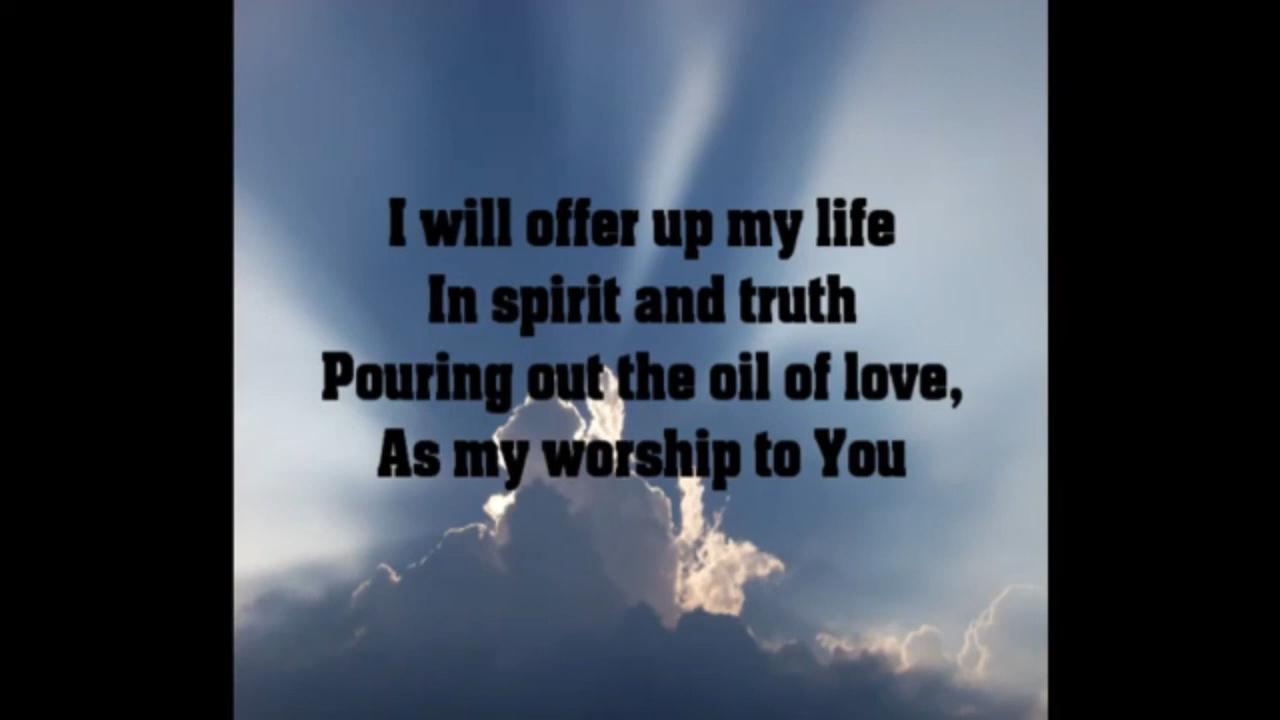 I will offer up my life
In spirit and truth
Pouring out the oil of love,
As my worship to You